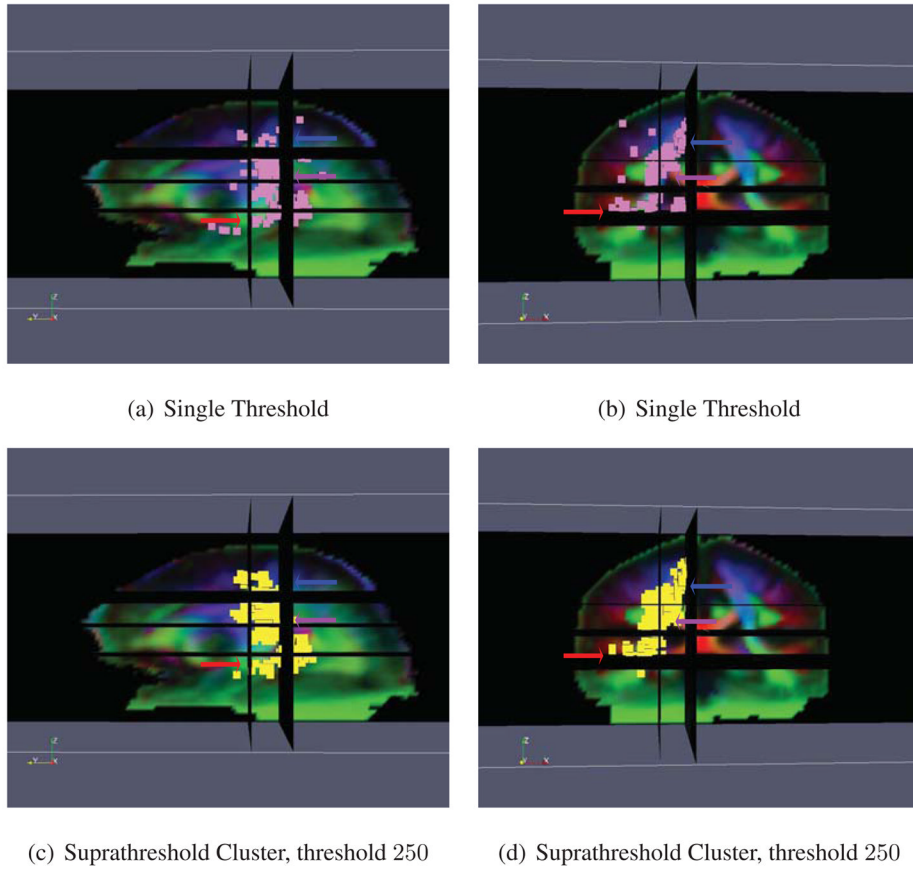 Z
Y X
Z
Y X
(a) Single Threshold
(b) Single Threshold
Z
Y X
Z
Y X
(c) Suprathreshold Cluster, threshold 250
(d) Suprathreshold Cluster, threshold 250